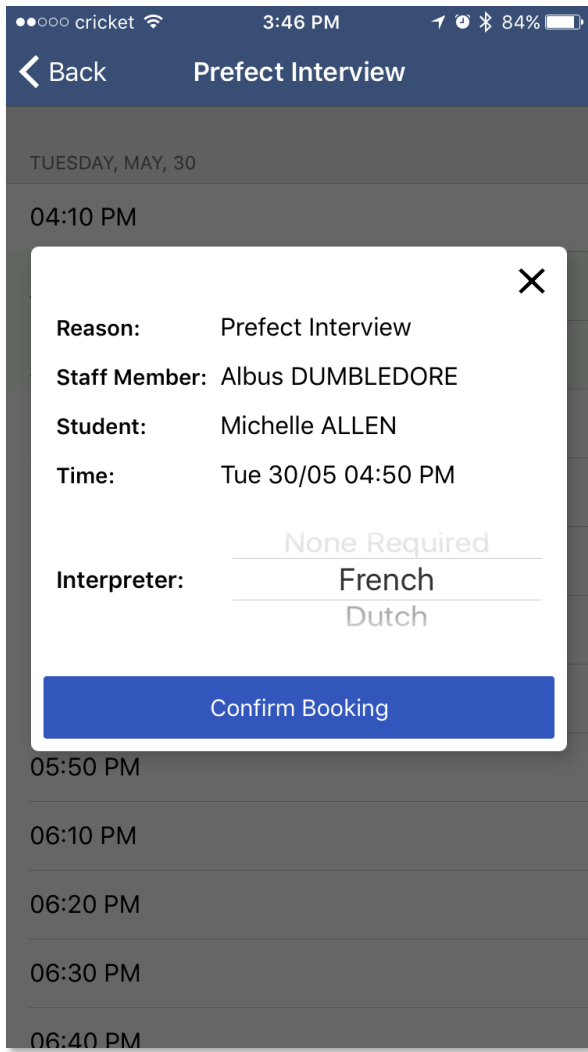 cricket 3:46 PM 84%
Back Prefect Interview
TUESDAY, MAY, 30
04:10 PM
Reason: Prefect Interview
Staff Member: Albus DUMBLEDORE
Student: Michelle ALLEN
Time: Tue 30/05 04:50 PM
None Required
Interpreter: French
Dutch
Confirm Booking
05:50 PM
06:10 PM
06:20 PM
06:30 PM
06:40 PM